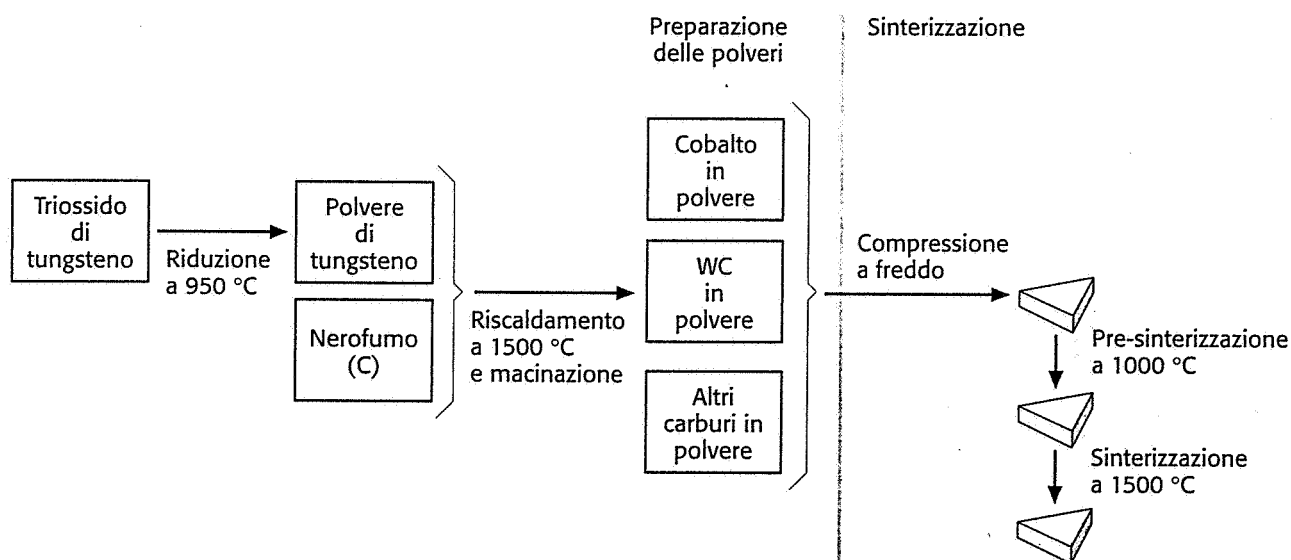 Preparazione
delle polveri
Sinterizzazione
Triossido
di
tungsteno
Riduzione
a 950 °C
Polvere
di
tungsteno
Nerofumo
(C)
Riscaldamento
a 1500 °C
e macinazione
Cobalto
in
polvere
WC
in
polvere
Altri
carburi in
polvere
Compressione
a freddo
Pre-sinterizzazione
a 1000 °C
Sinterizzazione
a 1500 °C